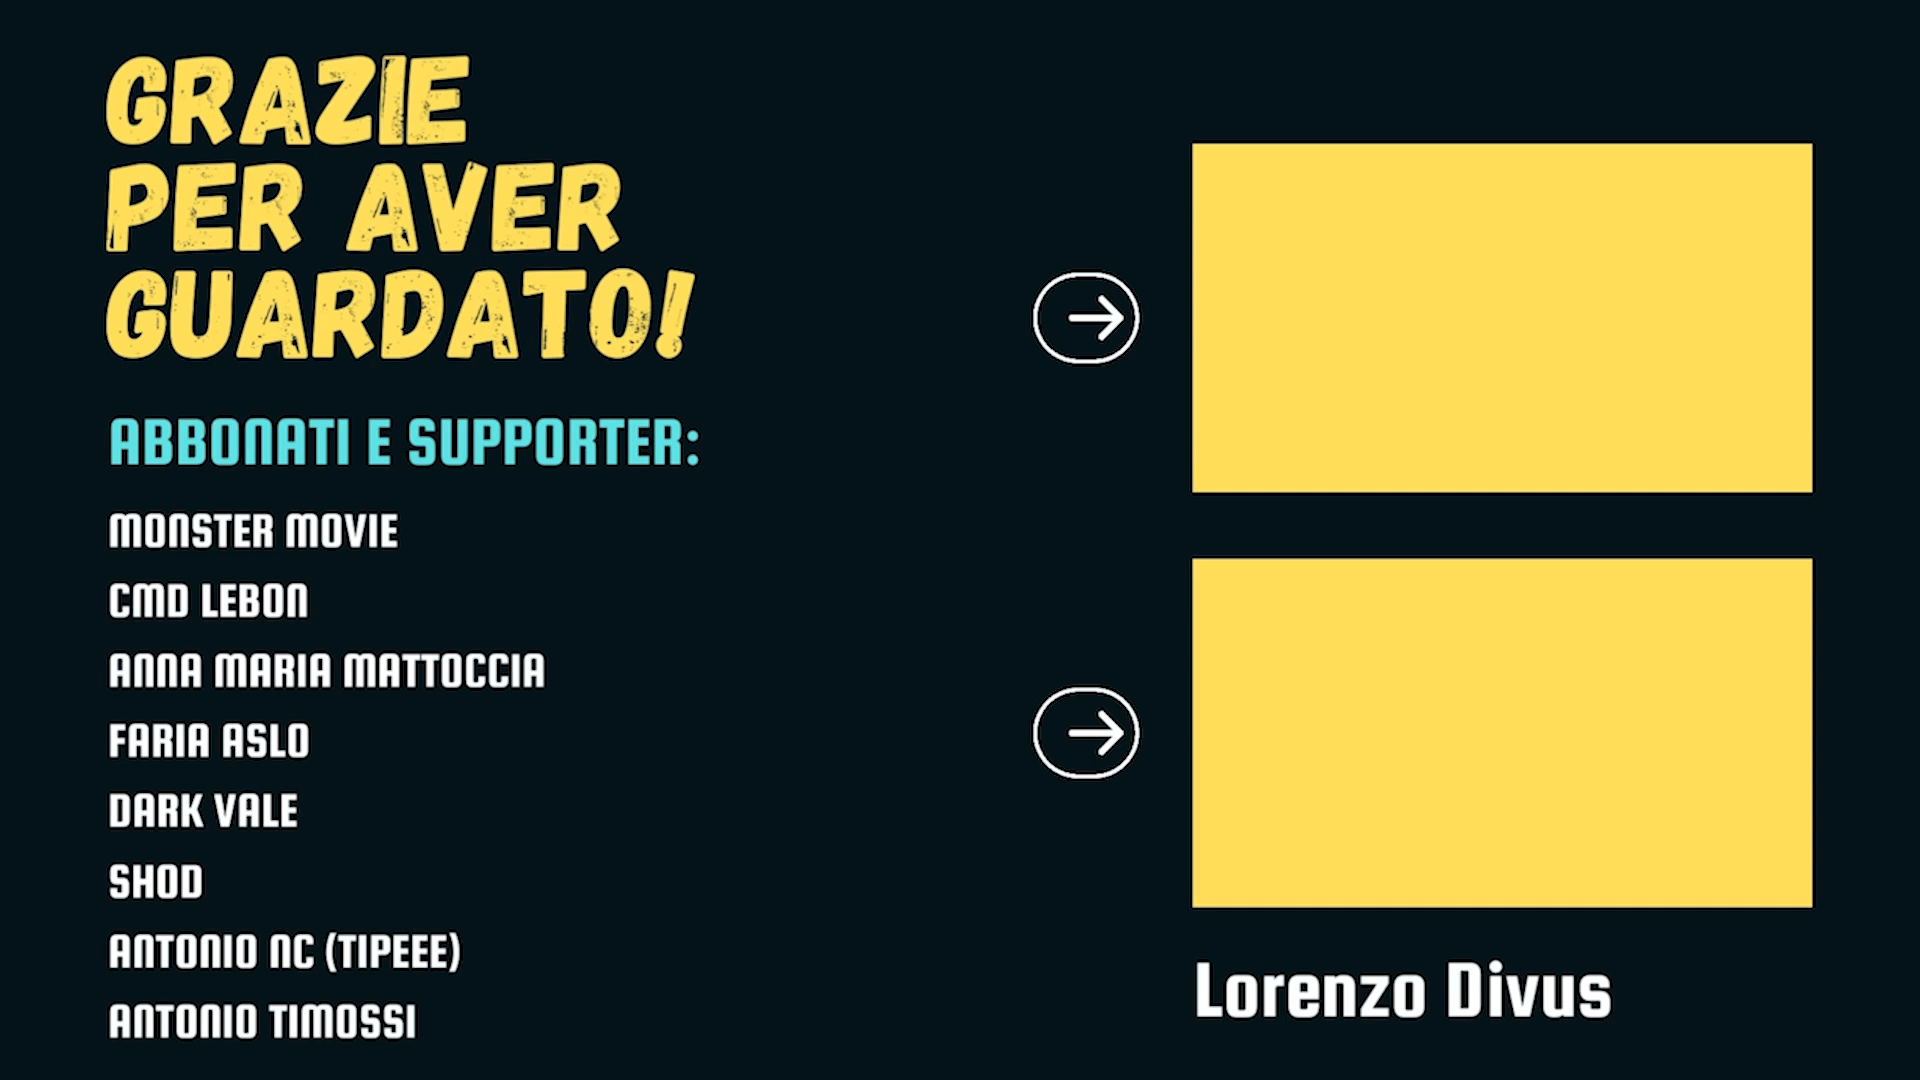 GRAZIE
PER AVER
GUARDATO!
ABBONATI E SUPPORTER:
MONSTER MOVIE
CMD LEBON
ANNA MARIA MATTOCCIA
FARIA ASLO
DARK VALE
SHOD
ANTONIO NC (TIPEEE)
ANTONIO TIMOSSI
Lorenzo Divus